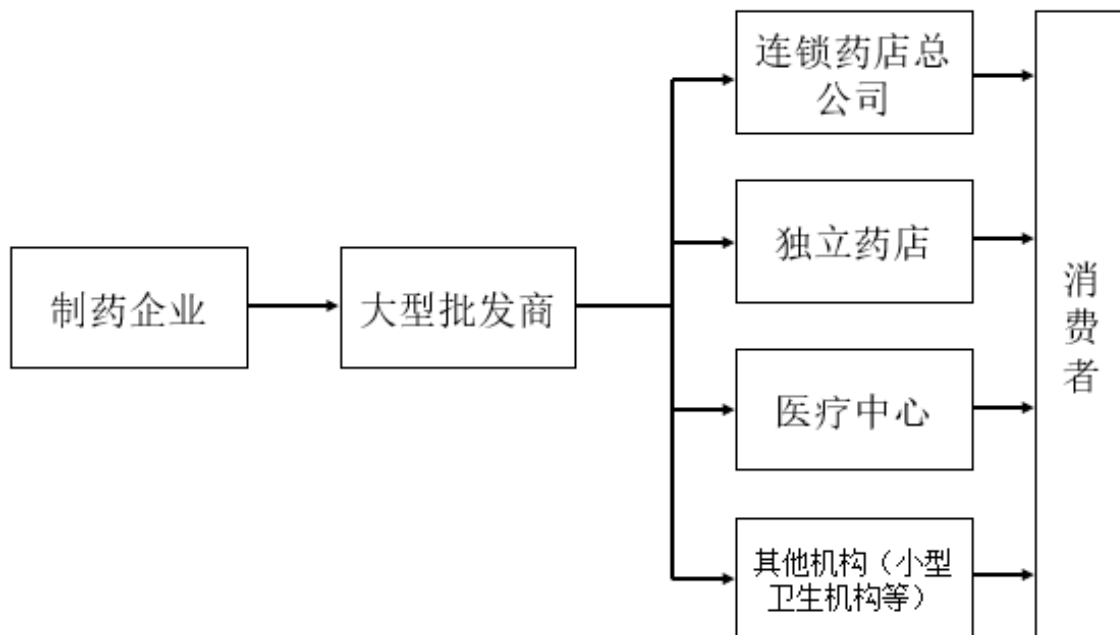 制药企业
大型批发商
连锁药店总
公司
独立药店
医疗中心
其他机构（小型
卫生机构等）
消
费
者